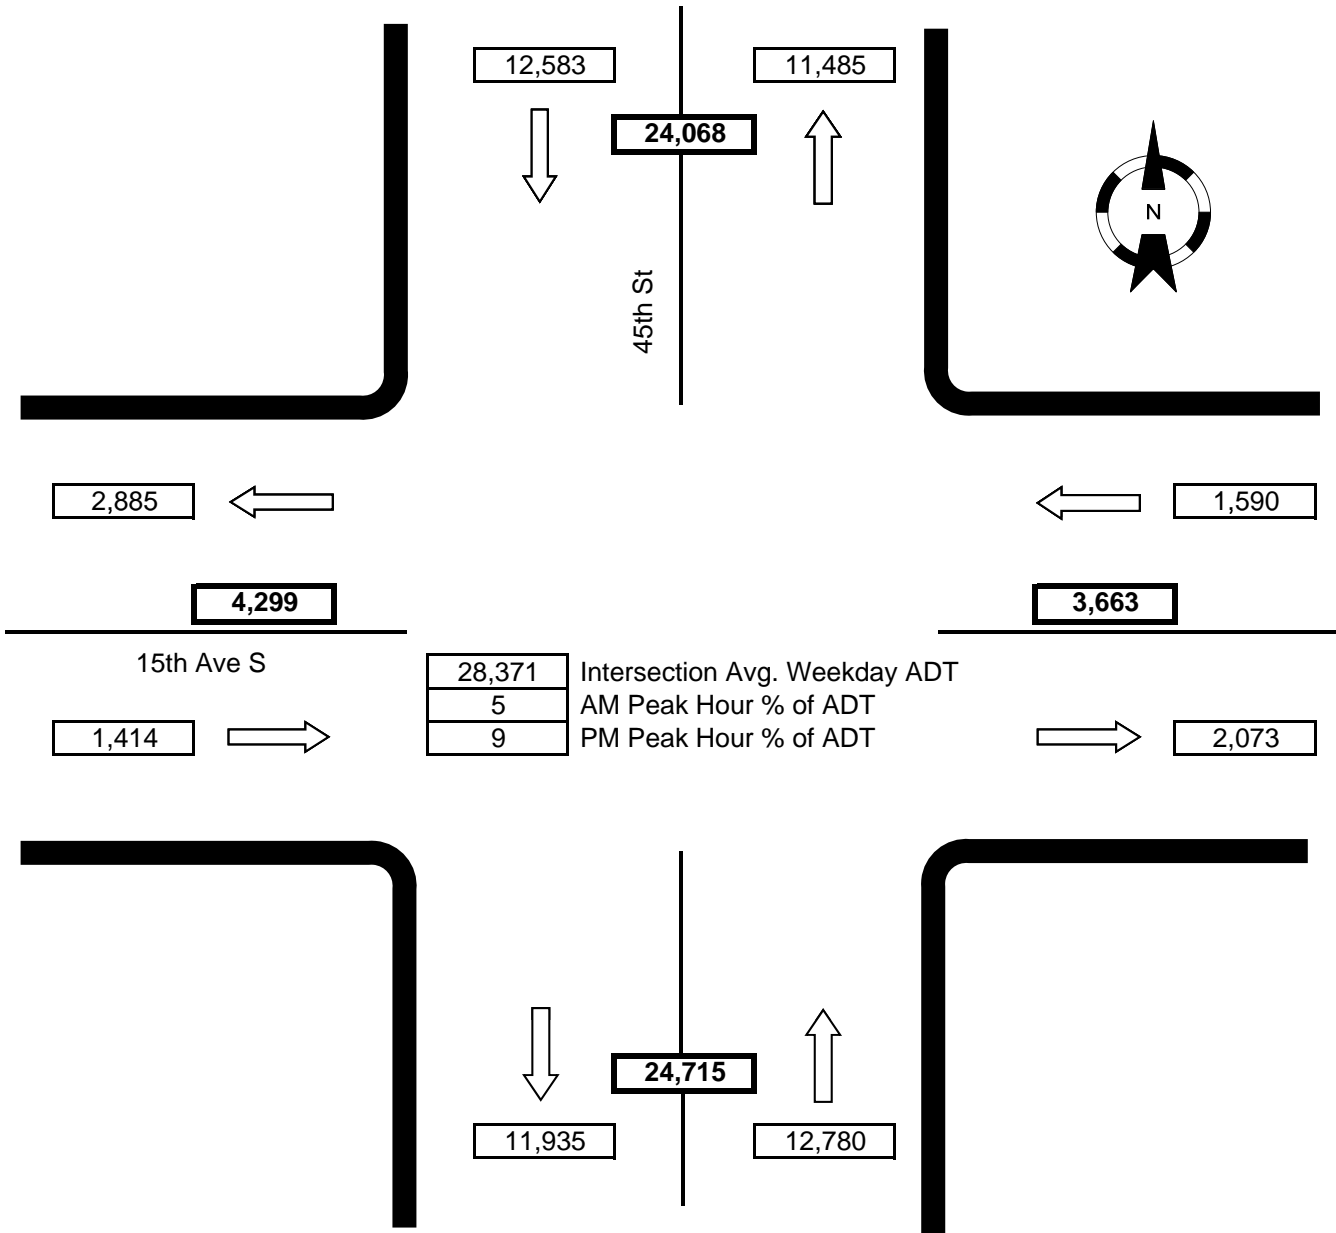 12,583
11,485
24,068
N
45th St
2,885
1,590
4,299
3,663
15th Ave S
28,371 Intersection Avg. Weekday ADT
5 AM Peak Hour % of ADT
9 PM Peak Hour % of ADT
1,414
2,073
24,715
11,935
12,780